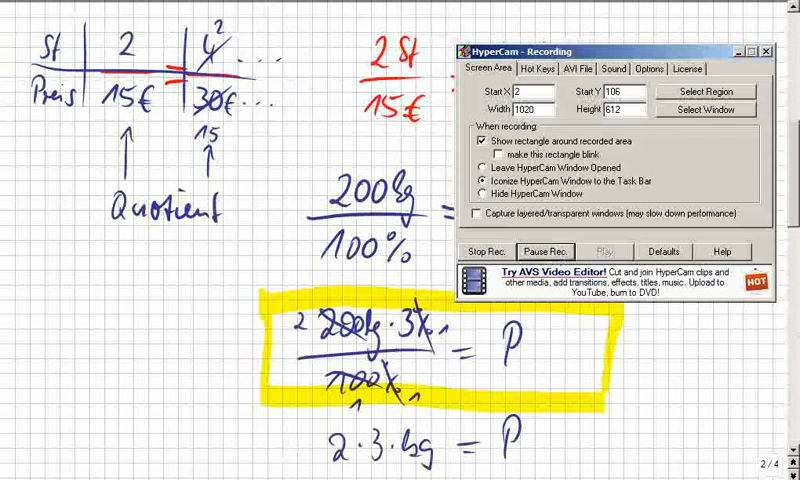 St 2 4 2 ...
Preis 15€ 30€ ...
15
Quotient
2 St
15€
200kg
100%
=
2 200kg · 3% 1
100% 1
1
= P
2 · 3 · kg = P
HyperCam - Recording
Screen Area Hot Keys AVI File Sound Options License
Start X 2 Start Y 106 Select Region
Width 1020 Height 612 Select Window
When recording
Show rectangle around recorded area
make this rectangle blink
Leave HyperCam Window Opened
Iconize HyperCam Window to the Task Bar
Hide HyperCam Window
Capture layered/transparent windows (may slow down performance)
Stop Rec. Pause Rec. Play Defaults Help
Try AVS Video Editor! Cut and join HyperCam clips and
other media, add transitions, effects, titles, music. Upload to
YouTube, burn to DVD!
HOT
2/4